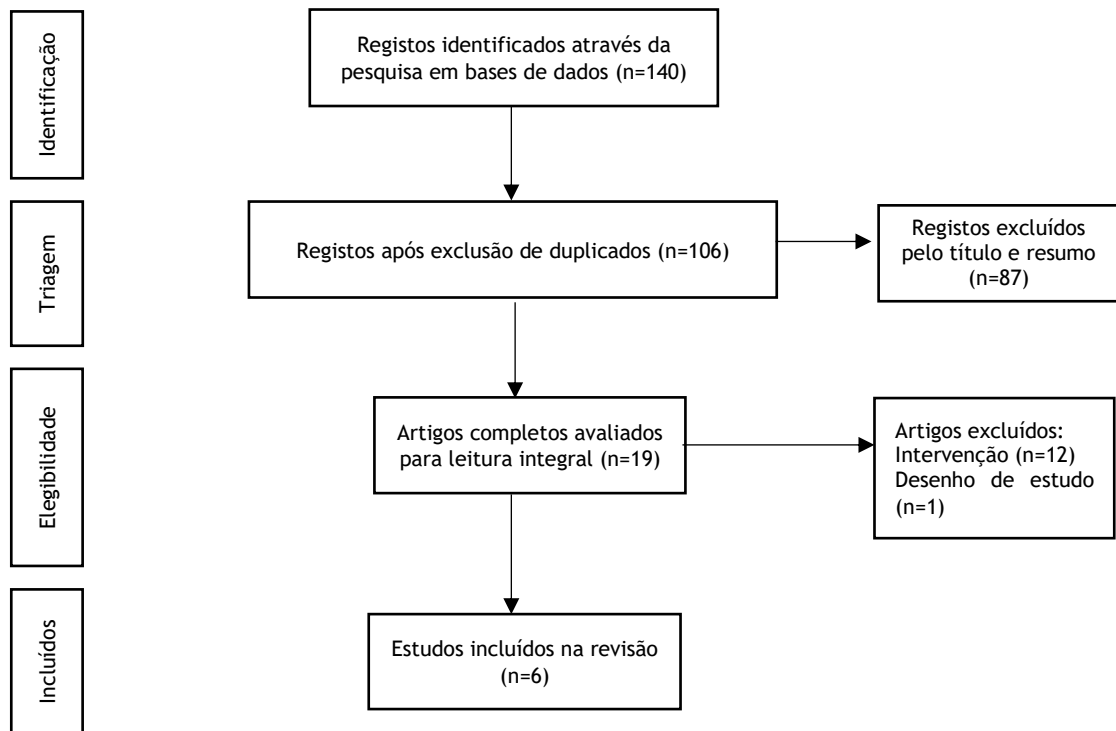 Identificação
Registos identificados através da
pesquisa em bases de dados (n=140)
Triagem
Registos após exclusão de duplicados (n=106)
Registos excluídos
pelo título e resumo
(n=87)
Elegibilidade
Artigos completos avaliados
para leitura integral (n=19)
Artigos excluídos:
Intervenção (n=12)
Desenho de estudo
(n=1)
Incluídos
Estudos incluídos na revisão
(n=6)